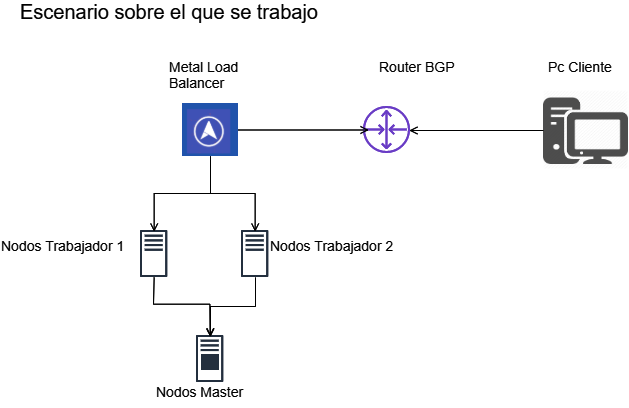 Escenario sobre el que se trabajo
Metal Load
Balancer
Router BGP
Pc Cliente
Nodos Trabajador 1
Nodos Trabajador 2
Nodos Master